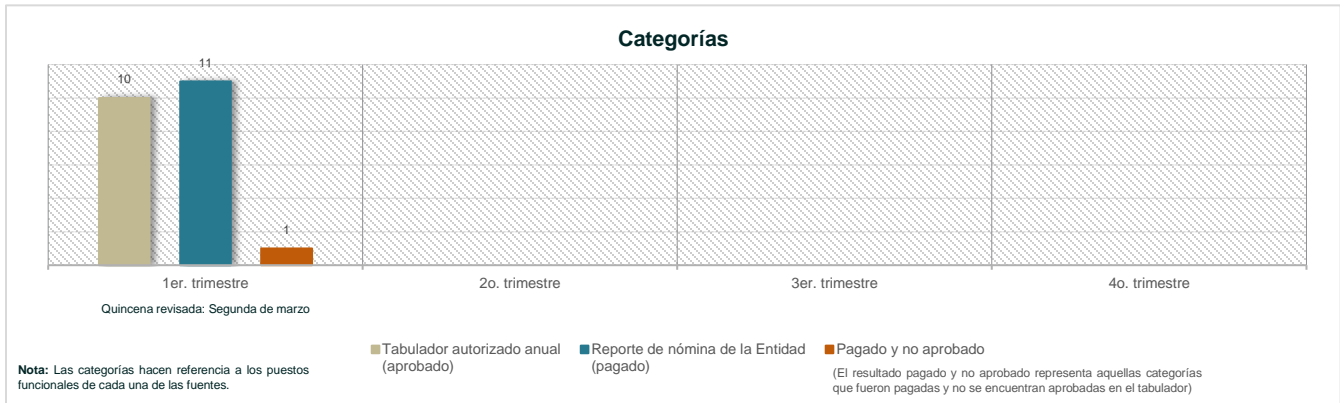 Categorías
10
11
1
1er. trimestre
2o. trimestre
3er. trimestre
4o. trimestre
Quincena revisada: Segunda de marzo
Tabulador autorizado anual
(aprobado)
Reporte de nómina de la Entidad
(pagado)
Pagado y no aprobado
(El resultado pagado y no aprobado representa aquellas categorías
que fueron pagadas y no se encuentran aprobadas en el tabulador)
Nota: Las categorías hacen referencia a los puestos
funcionales de cada una de las fuentes.